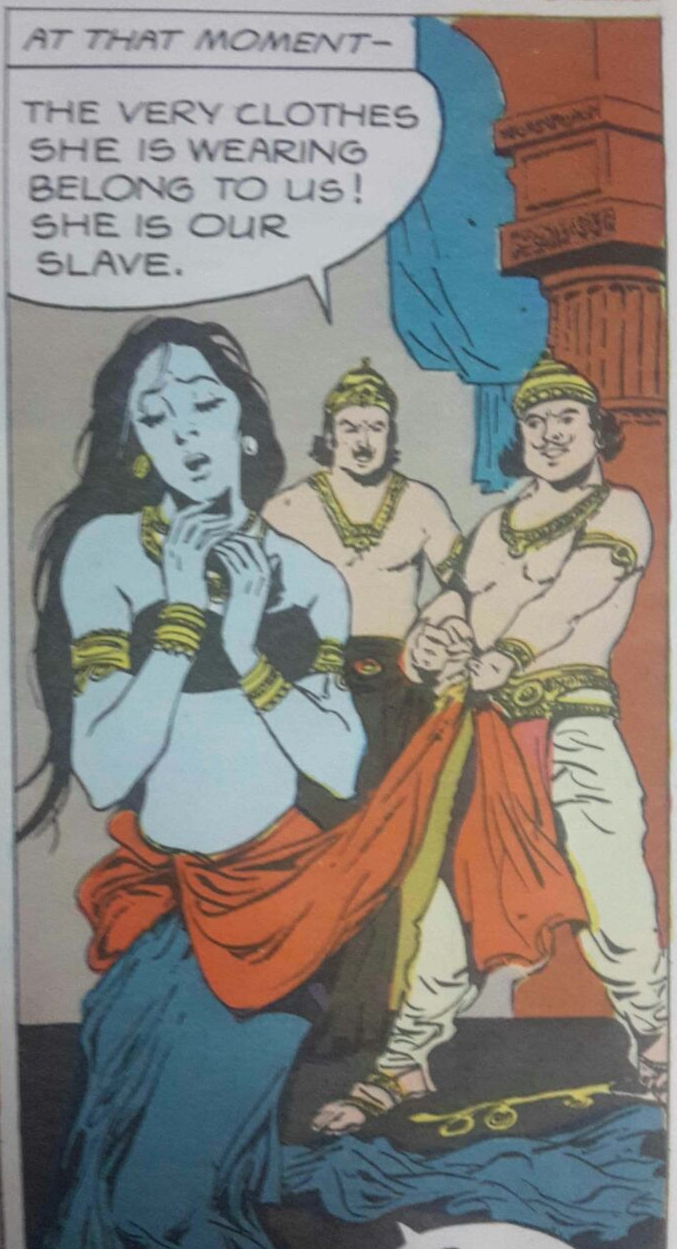 AT THAT MOMENT—
THE VERY CLOTHES
SHE IS WEARING
BELONG TO US!
SHE IS OUR
SLAVE.